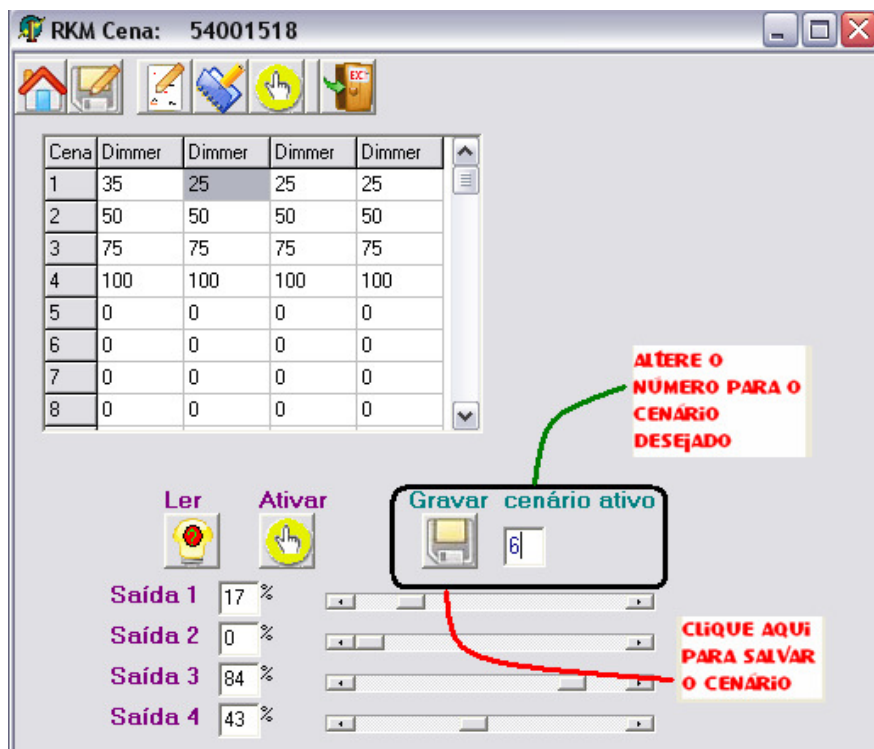 RKM Cena: 54001518
EXIT
Cena Dimmer Dimmer Dimmer Dimmer
1 35 25 25 25
2 50 50 50 50
3 75 75 75 75
4 100 100 100 100
5 0 0 0 0
6 0 0 0 0
7 0 0 0 0
8 0 0 0 0
ALTERE O
NÚMERO PARA O
CENÁRIO
DESEJADO
Ler Ativar Gravar cenário ativo
6
Saída 1 17 %
Saída 2 0 %
Saída 3 84 %
Saída 4 43 %
CLIQUE AQUI
PARA SALVAR
O CENÁRIO